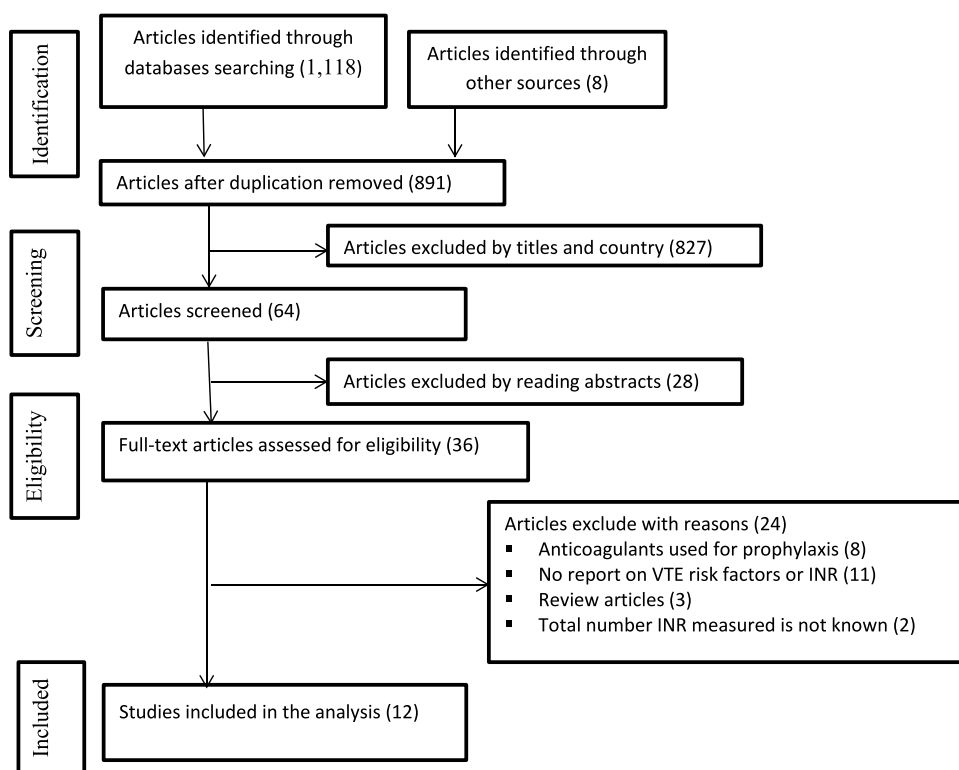 Identification
Articles identified through
databases searching (1,118)
Articles identified through
other sources (8)
Articles after duplication removed (891)
Screening
Articles excluded by titles and country (827)
Articles screened (64)
Articles excluded by reading abstracts (28)
Eligibility
Full-text articles assessed for eligibility (36)
Articles exclude with reasons (24)
▪ Anticoagulants used for prophylaxis (8)
▪ No report on VTE risk factors or INR (11)
▪ Review articles (3)
▪ Total number INR measured is not known (2)
Included
Studies included in the analysis (12)